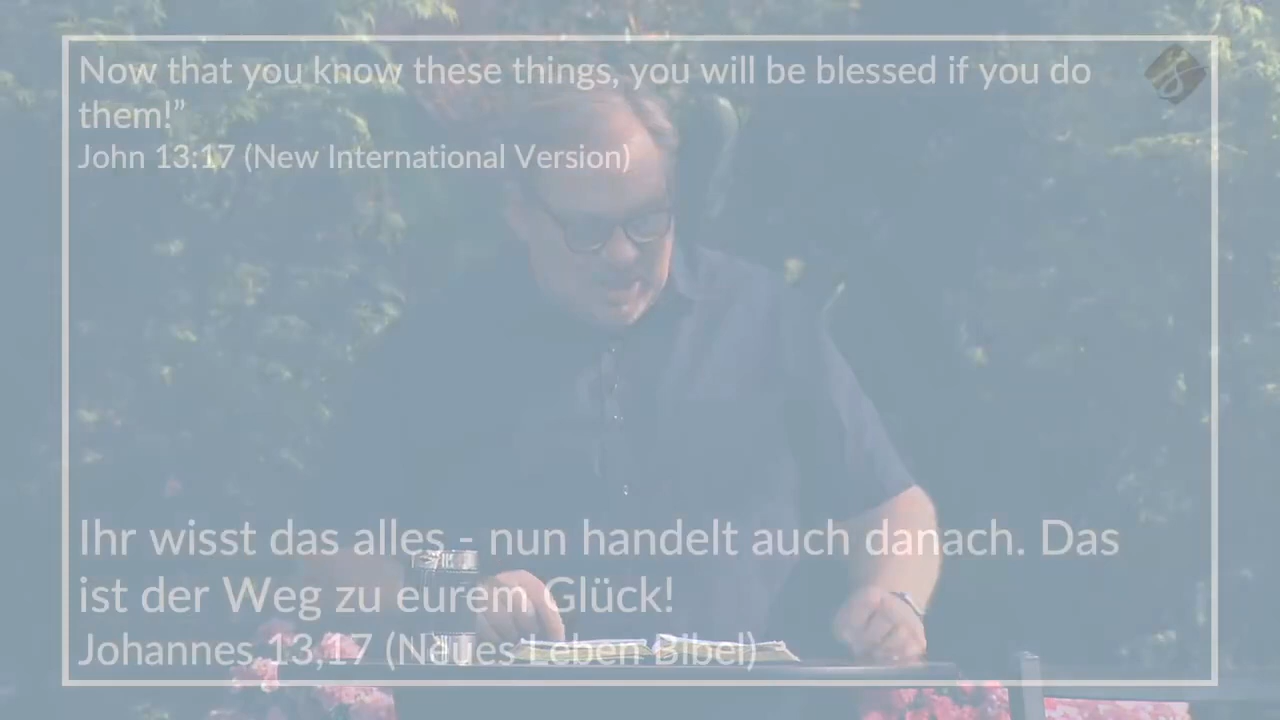 Now that you know these things, you will be blessed if you do
them!”
John 13:17 (New International Version)
Ihr wisst das alles - nun handelt auch danach. Das
ist der Weg zu eurem Glück!
Johannes 13,17 (Neues Leben Bibel)